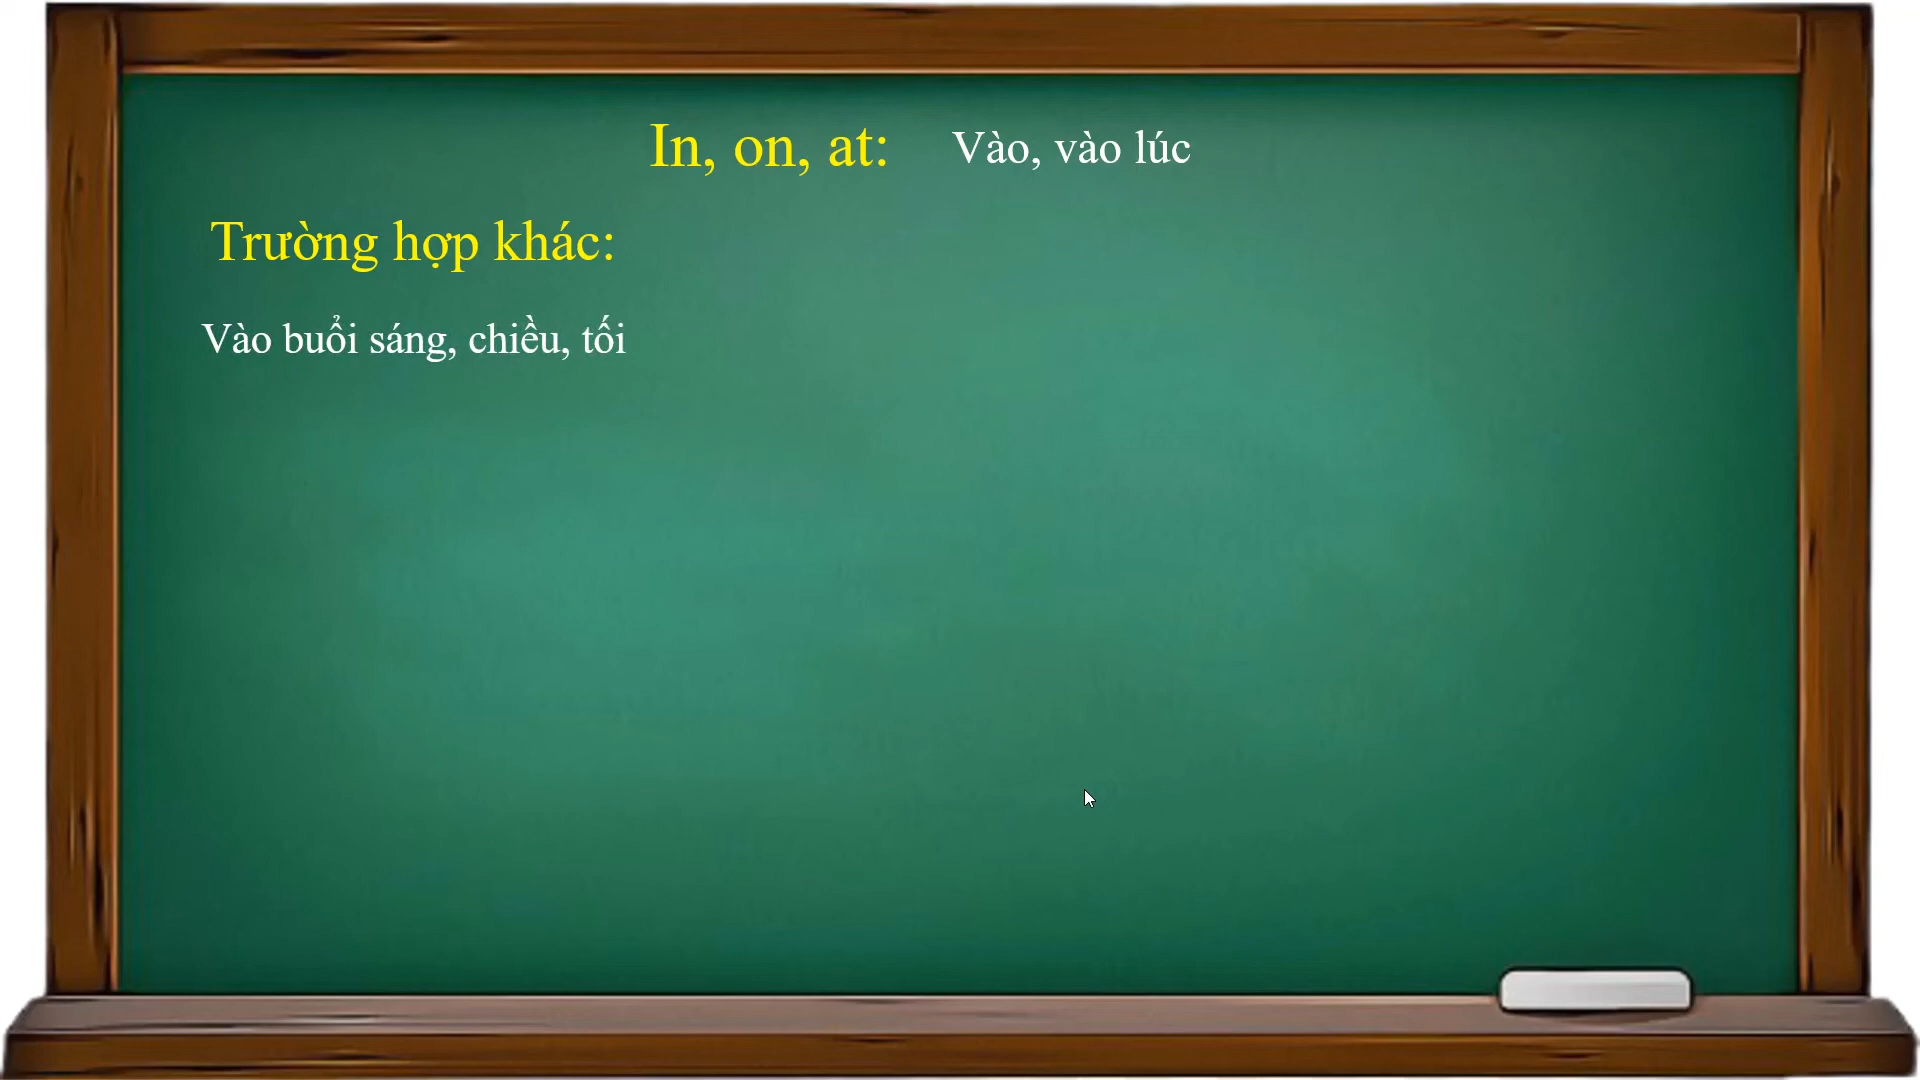 In, on, at: Vào, vào lúc
Trường hợp khác:
Vào buổi sáng, chiều, tối